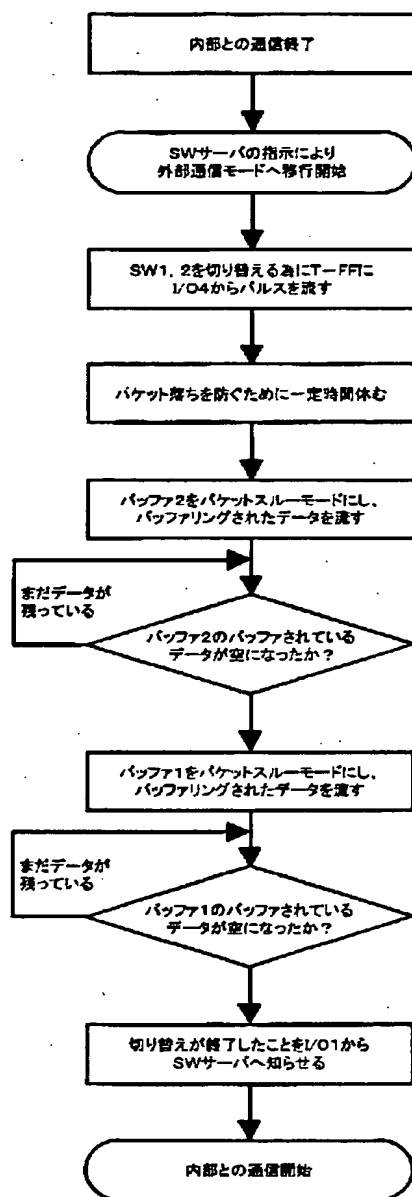 内部との通信終了
SWサーバの指示により
外部通信モードへ移行開始
SW1，2を切り替える為にT-FFに
I/O4からパルスを流す
パケット落ちを防ぐために一定時間休む
バッファ2をパケットスルーモードにし、
バッファリングされたデータを流す
まだデータが
残っている
バッファ2のバッファされている
データが空になったか？
バッファ1をパケットスルーモードにし、
バッファリングされたデータを流す
まだデータが
残っている
バッファ1のバッファされている
データが空になったか？
切り替えが終了したことをI/O1から
SWサーバへ知らせる
内部との通信開始